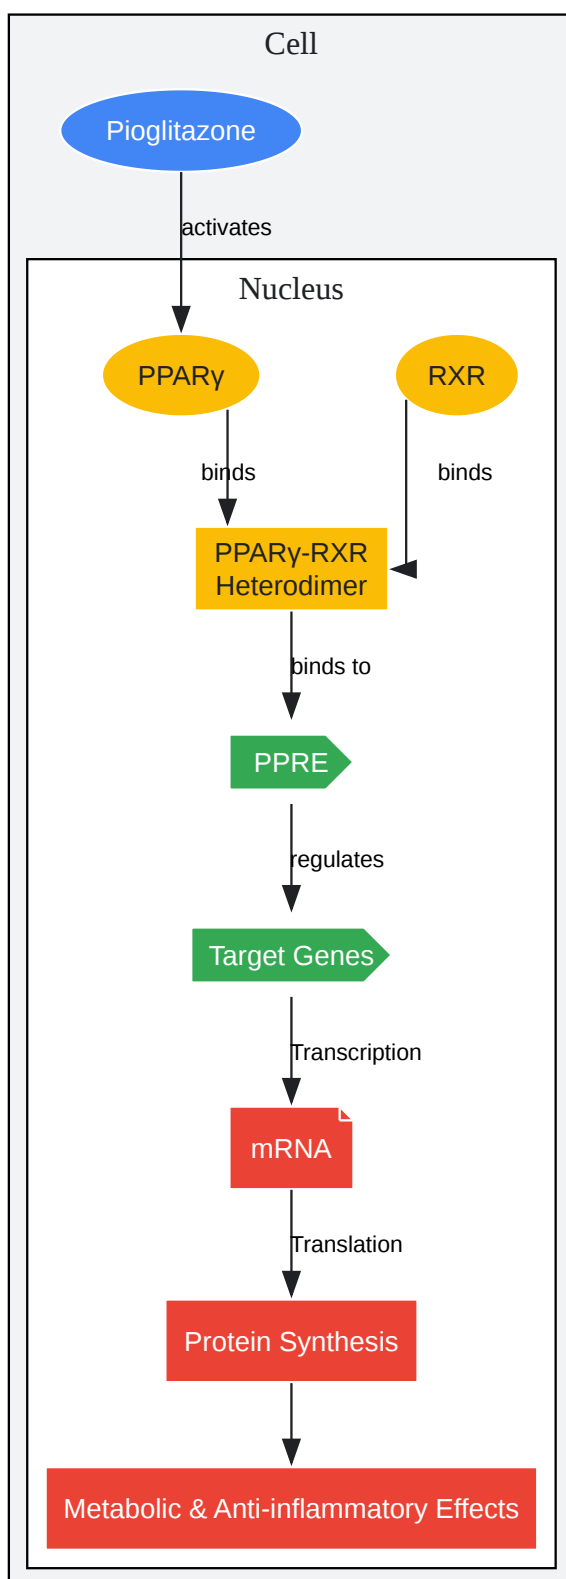 Cell
Pioglitazone
activates
Nucleus
PPARγ
RXR
binds
binds
PPARγ-RXR
Heterodimer
binds to
PPRE
regulates
Target Genes
Transcription
mRNA
Translation
Protein Synthesis
Metabolic & Anti-inflammatory Effects